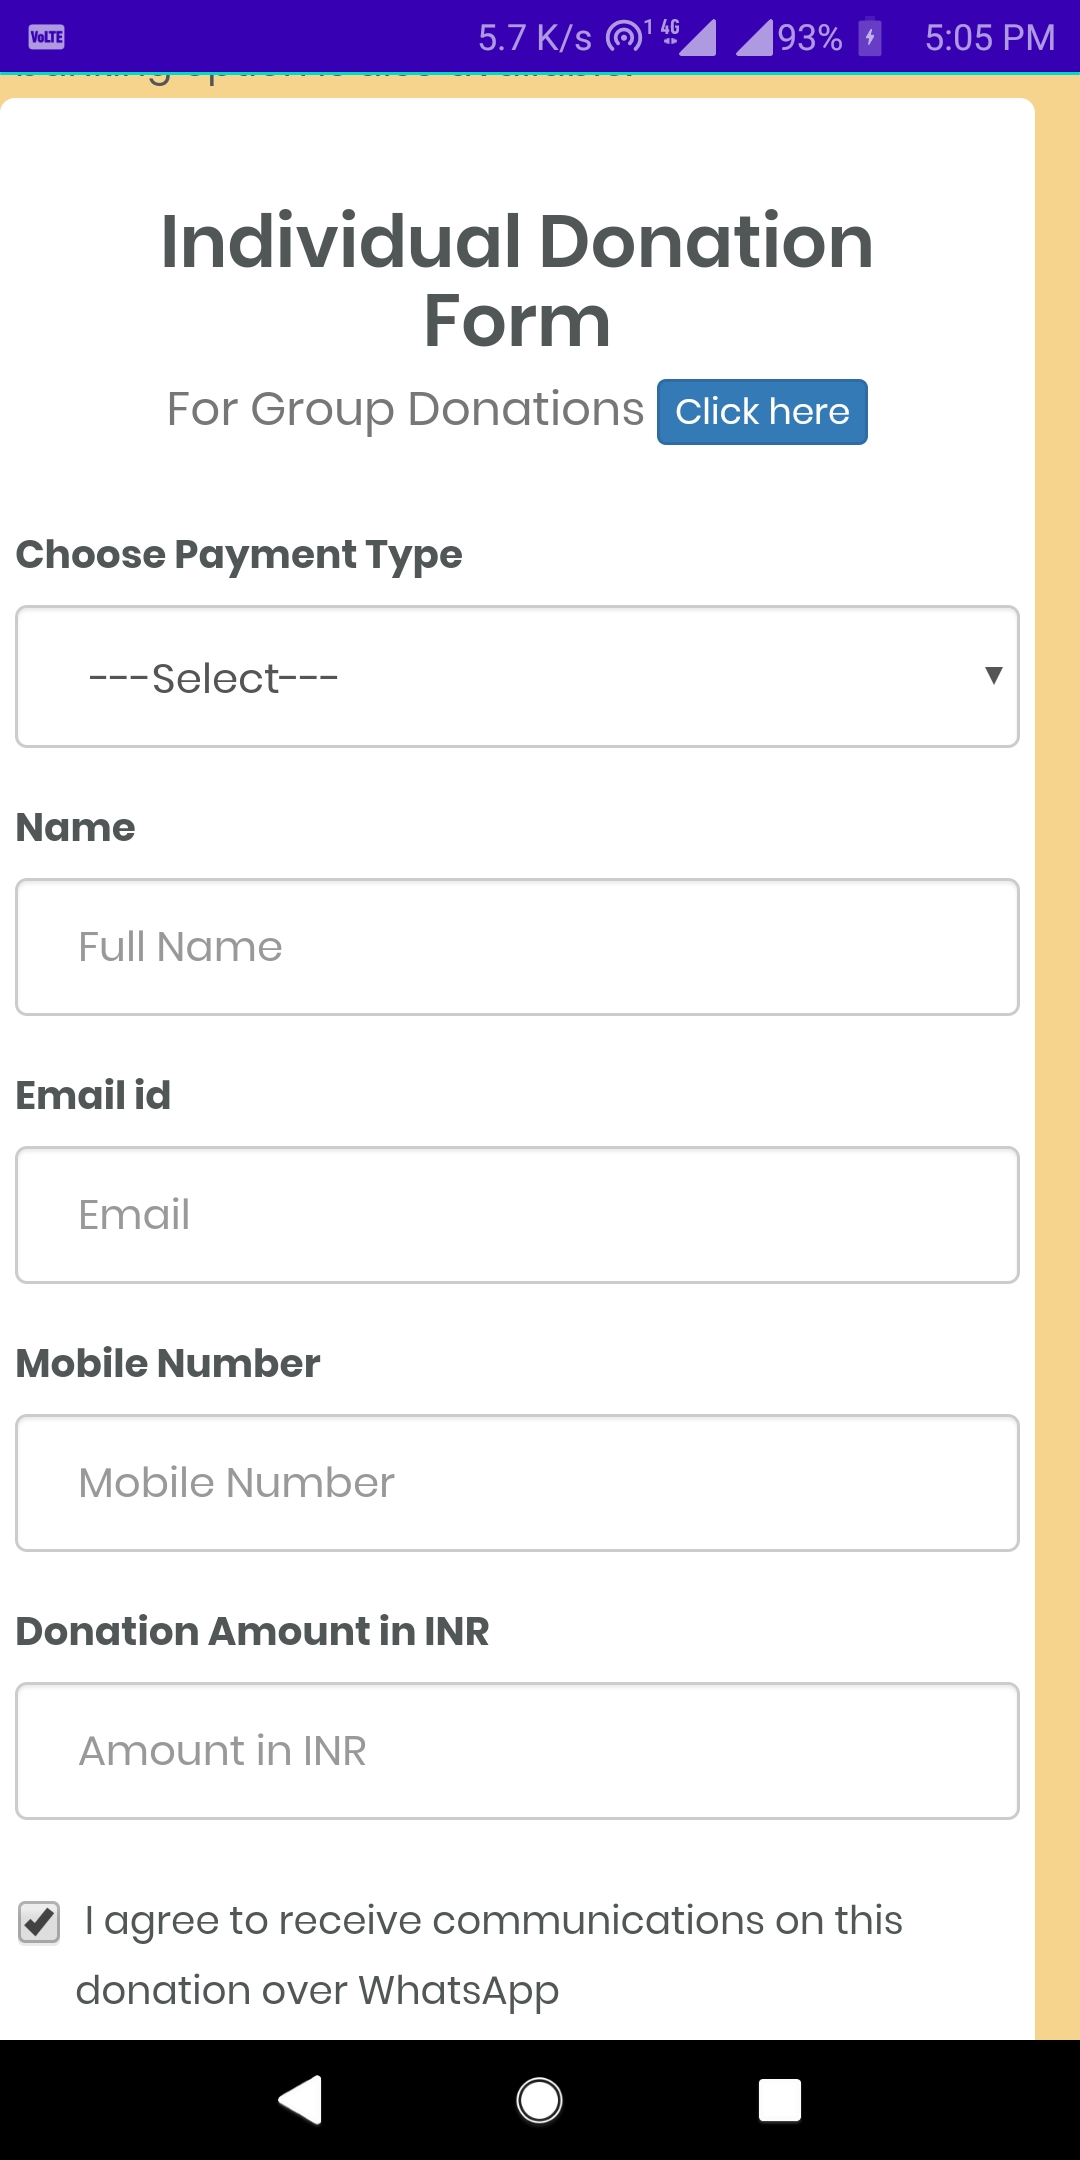 VoLTE 5.7 K/s 1 4G 93% 5:05 PM
Individual Donation
Form
For Group Donations Click here
Choose Payment Type
---Select---
Name
Full Name
Email id
Email
Mobile Number
Mobile Number
Donation Amount in INR
Amount in INR
I agree to receive communications on this
donation over WhatsApp